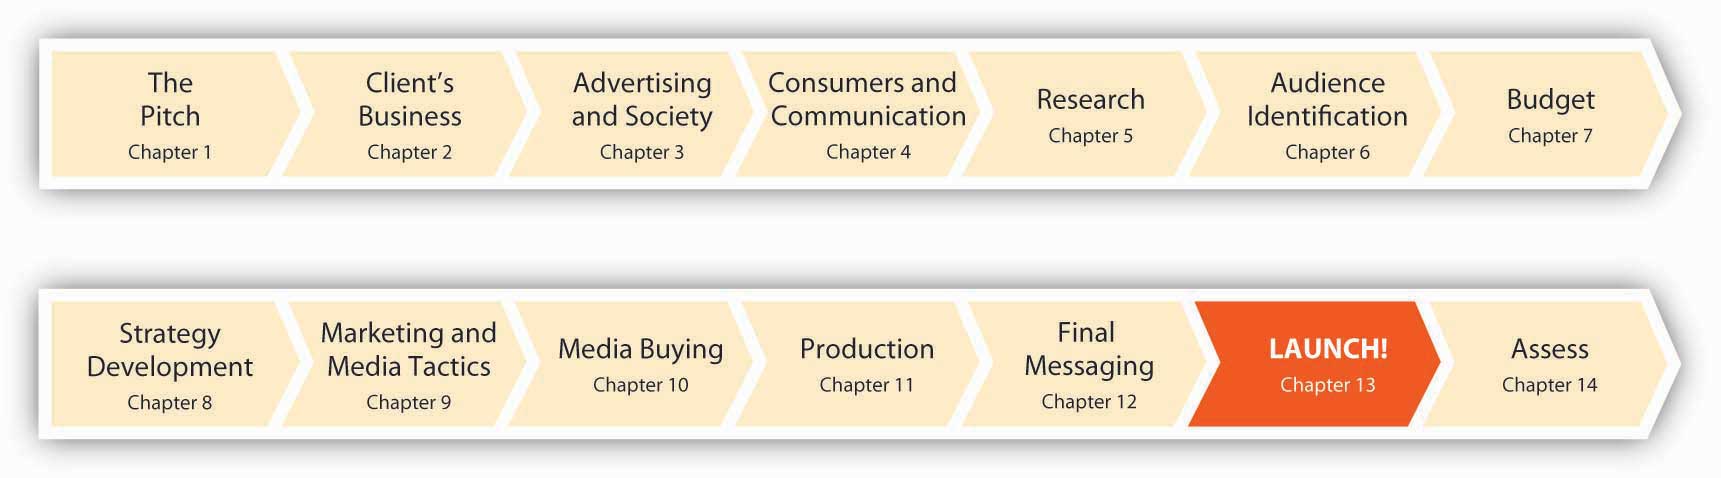 The
Pitch
Chapter 1
Client’s
Business
Chapter 2
Advertising
and Society
Chapter 3
Consumers and
Communication
Chapter 4
Research
Chapter 5
Audience
Identification
Chapter 6
Budget
Chapter 7
Strategy
Development
Chapter 8
Marketing and
Media Tactics
Chapter 9
Media Buying
Chapter 10
Production
Chapter 11
Final
Messaging
Chapter 12
LAUNCH!
Chapter 13
Assess
Chapter 14